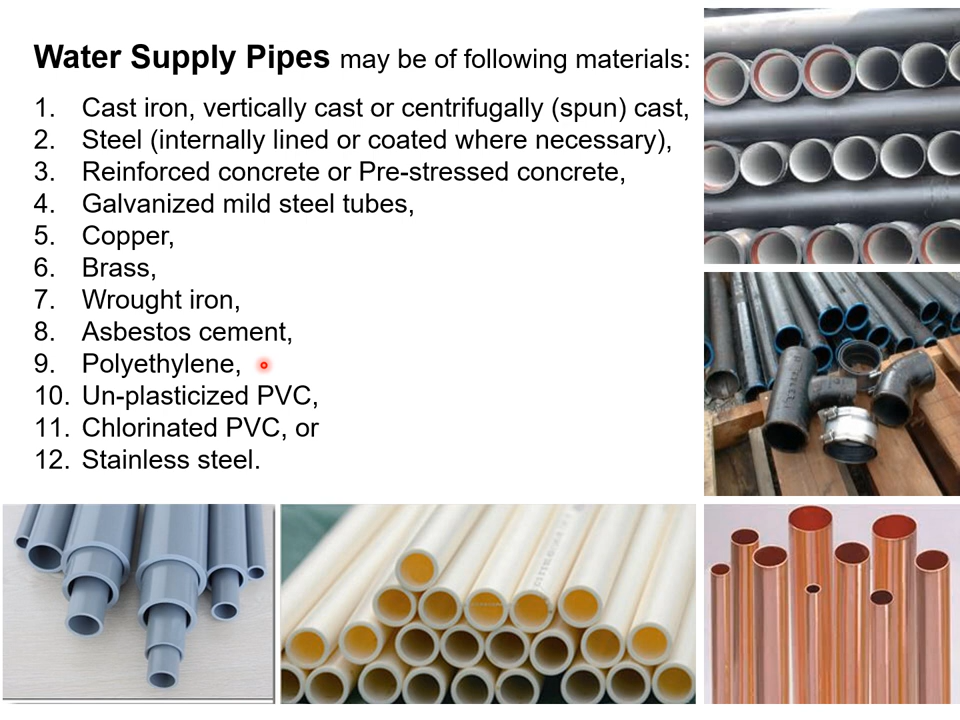 Water Supply Pipes may be of following materials:
1. Cast iron, vertically cast or centrifugally (spun) cast,
2. Steel (internally lined or coated where necessary),
3. Reinforced concrete or Pre-stressed concrete,
4. Galvanized mild steel tubes,
5. Copper,
6. Brass,
7. Wrought iron,
8. Asbestos cement,
9. Polyethylene,
10. Un-plasticized PVC,
11. Chlorinated PVC, or
12. Stainless steel.